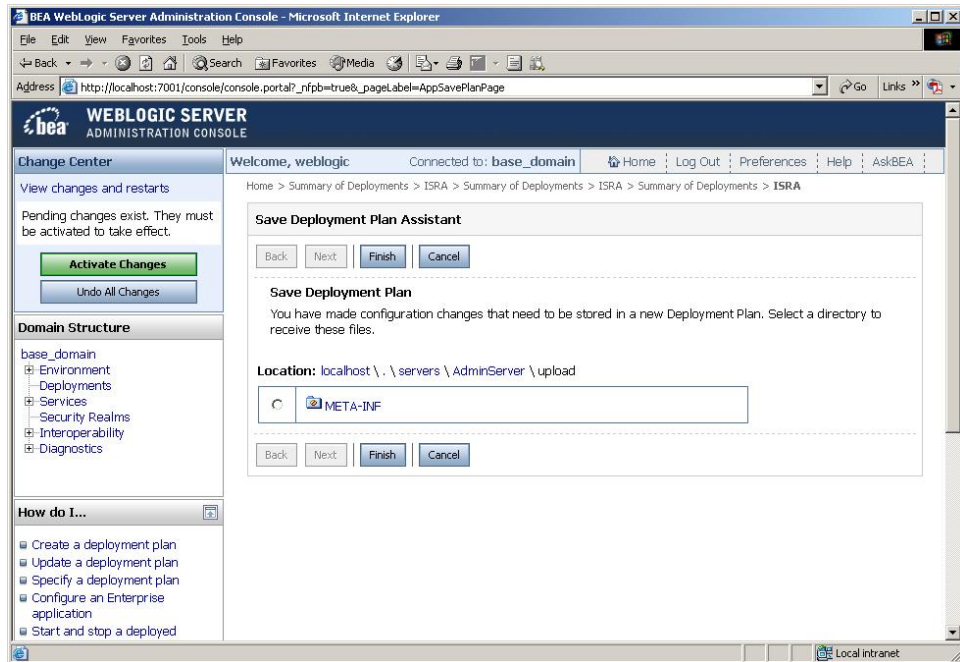 BEA WebLogic Server Administration Console - Microsoft Internet Explorer
File Edit View Favorites Tools Help
Back Search Favorites Media
Address http://localhost:7001/console/console.portal?_nfpb=true&_pageLabel=AppSavePlanPage Go Links »
bea WEBLOGIC SERVER
ADMINISTRATION CONSOLE
Change Center
View changes and restarts
Pending changes exist. They must
be activated to take effect.
Activate Changes
Undo All Changes
Domain Structure
base_domain
Environment
Deployments
Services
Security Realms
Interoperability
Diagnostics
How do I...
Create a deployment plan
Update a deployment plan
Specify a deployment plan
Configure an Enterprise
application
Start and stop a deployed
Welcome, weblogic Connected to: base_domain Home Log Out Preferences Help AskBEA
Home > Summary of Deployments > ISRA > Summary of Deployments > ISRA > Summary of Deployments > ISRA
Save Deployment Plan Assistant
Back Next Finish Cancel
Save Deployment Plan
You have made configuration changes that need to be stored in a new Deployment Plan. Select a directory to
receive these files.
Location: localhost \ . \ servers \ AdminServer \ upload
META-INF
Back Next Finish Cancel
Local intranet